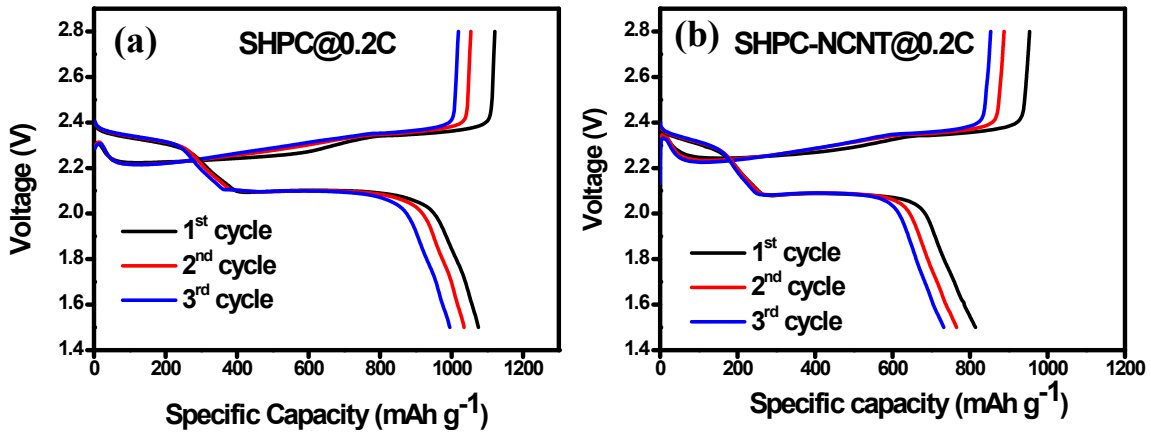 (a)
SHPC@0.2C
Voltage (V)
2.8
2.6
2.4
2.2
2.0
1.8
1.6
1.4
1st cycle
2nd cycle
3rd cycle
0 200 400 600 800 1000 1200
Specific Capacity (mAh g-1)
(b)
SHPC-NCNT@0.2C
Voltage (V)
2.8
2.6
2.4
2.2
2.0
1.8
1.6
1.4
1st cycle
2nd cycle
3rd cycle
0 200 400 600 800 1000 1200
Specific capacity (mAh g-1)